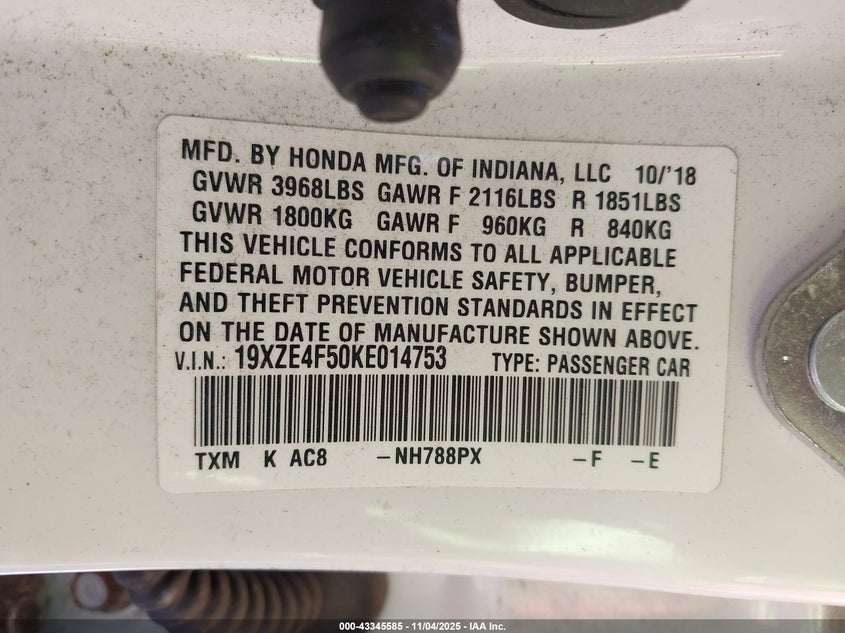 MFD. BY HONDA MFG. OF INDIANA, LLC 10/'18
GVWR 3968LBS GAWR F 2116LBS R 1851LBS
GVWR 1800KG GAWR F 960KG R 840KG
THIS VEHICLE CONFORMS TO ALL APPLICABLE
FEDERAL MOTOR VEHICLE SAFETY, BUMPER,
AND THEFT PREVENTION STANDARDS IN EFFECT
ON THE DATE OF MANUFACTURE SHOWN ABOVE.
V.I.N.: 19XZE4F50KE014753 TYPE: PASSENGER CAR
TXM K AC8 -NH788PX -F -E
000-43345585 - 11/04/2025 - IAA Inc.